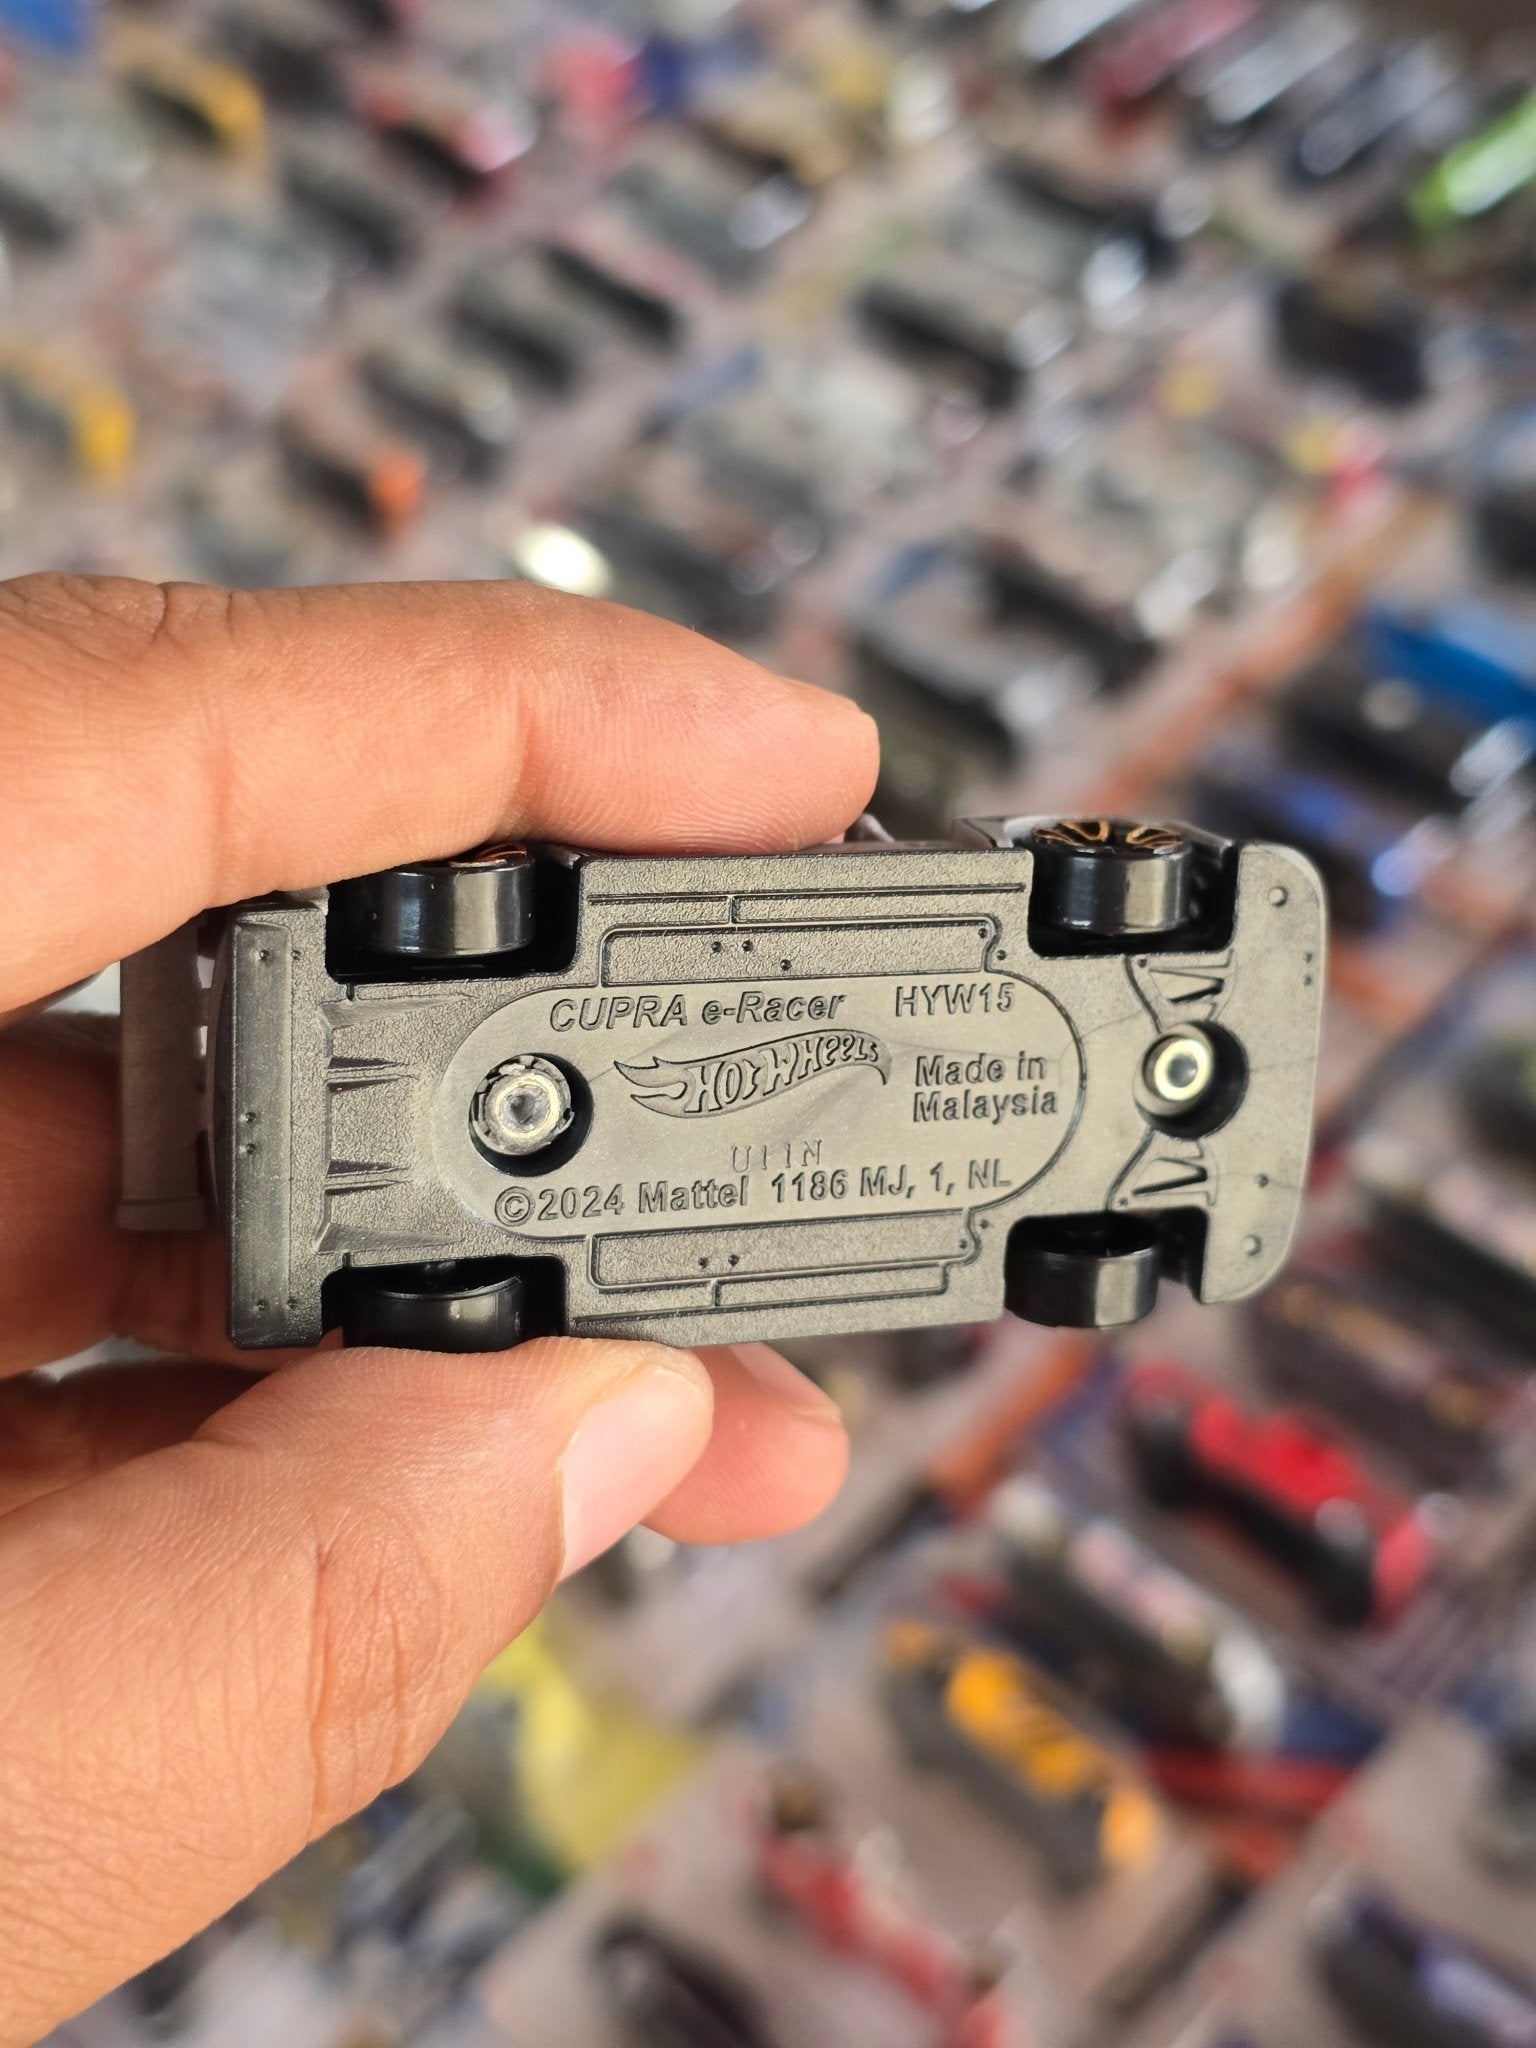 CUPRA e-Racer HYW15
HOT WHEELS
Made in
Malaysia
U11N
©2024 Mattel 1186 MJ, 1, NL